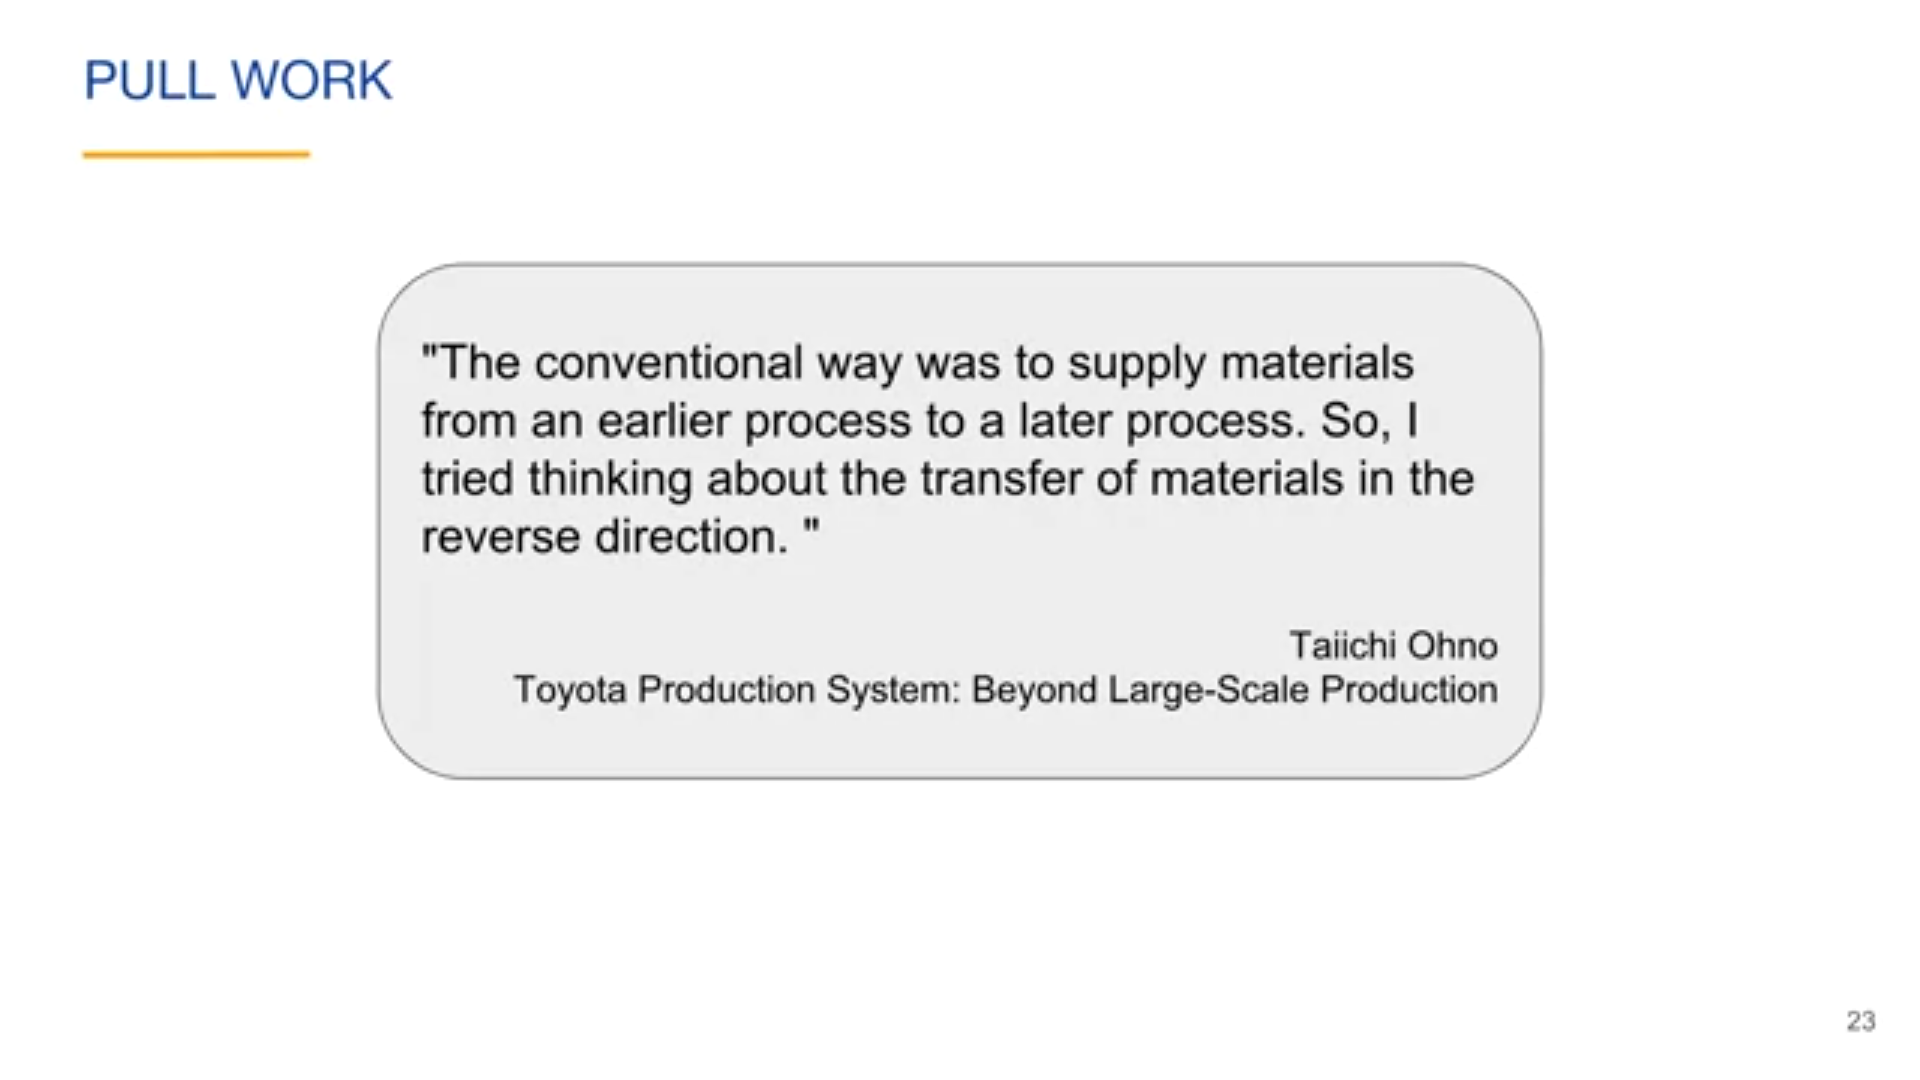 PULL WORK
"The conventional way was to supply materials
from an earlier process to a later process. So, I
tried thinking about the transfer of materials in the
reverse direction. "
Taiichi Ohno
Toyota Production System: Beyond Large-Scale Production
23